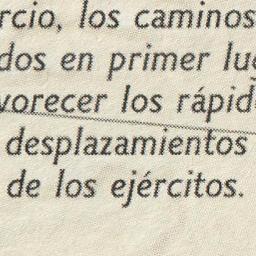 rcio, los caminos
dos en primer lu
vorecer los rápid
desplazamientos
de los ejércitos.